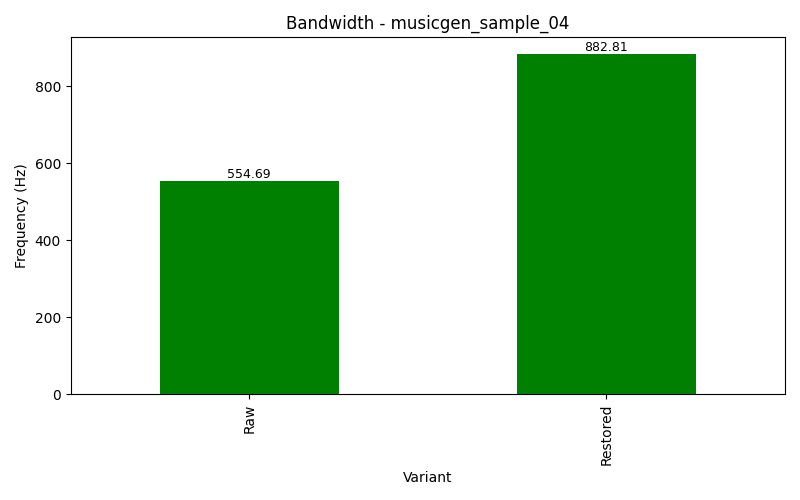 Bandwidth - musicgen_sample_04
882.81
554.69
Frequency (Hz)
800
600
400
200
0
Raw
Restored
Variant